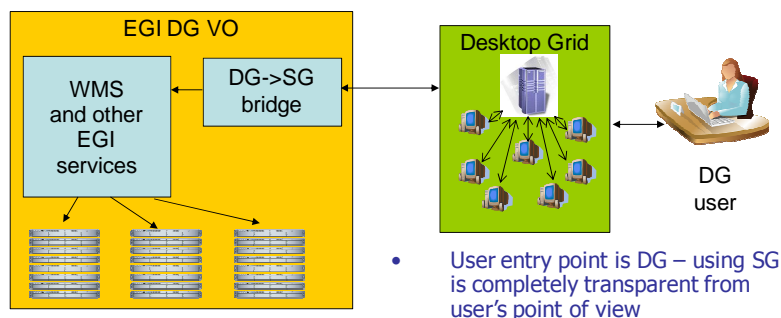 EGI DG VO
WMS
and other
EGI
services
DG->SG
bridge
Desktop Grid
DG
user
• User entry point is DG – using SG
is completely transparent from
user's point of view